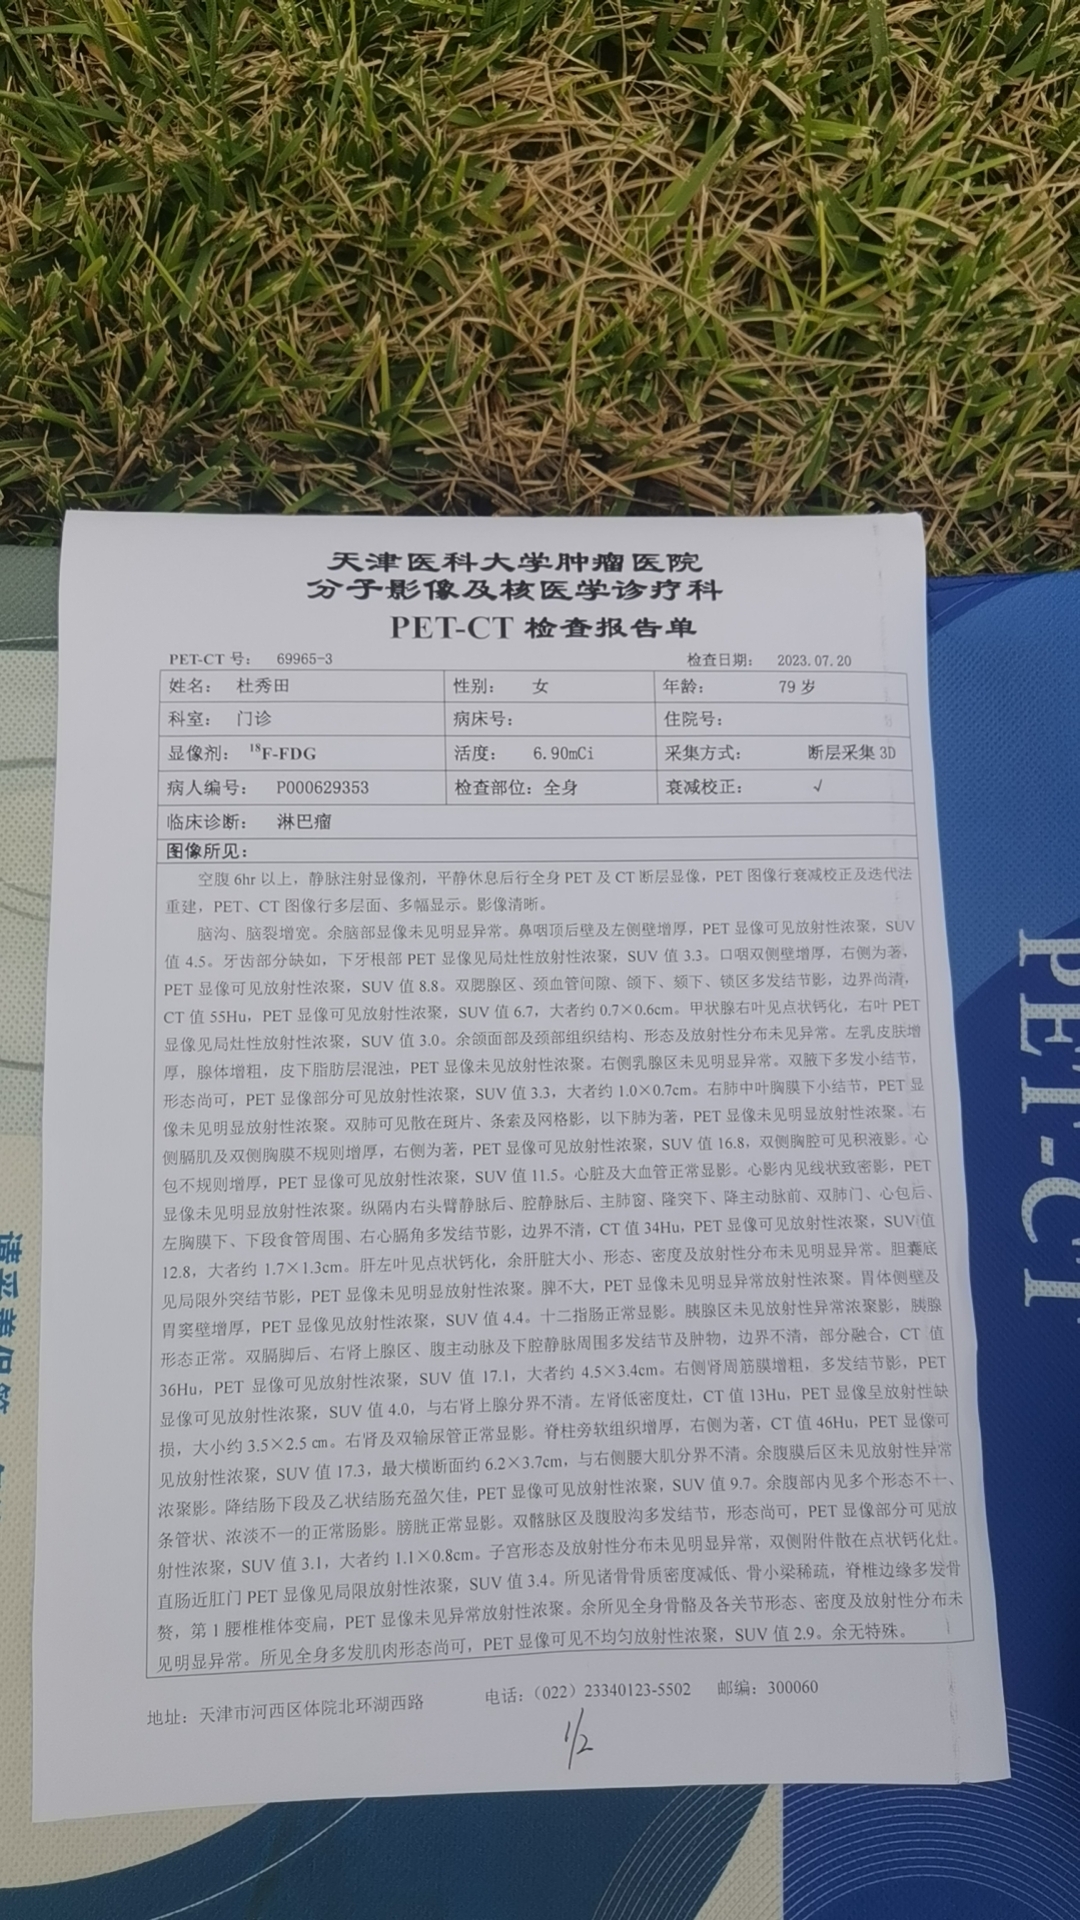 天津医科大学肿瘤医院
分子影像及核医学诊疗科
PET-CT 检查报告单
PET-CT 号: 69965-3 检查日期: 2023.07.20
姓名: 杜秀田 性别: 女 年龄: 79 岁
科室: 门诊 病床号: 住院号:
显像剂: ¹⁸F-FDG 活度: 6.90mCi 采集方式: 断层采集 3D
病人编号: P000629353 检查部位: 全身 衰减校正: √
临床诊断: 淋巴瘤
图像所见:
空腹 6hr 以上，静脉注射显像剂，平静休息后行全身 PET 及 CT 断层显像，PET 图像行衰减校正及迭代法
重建，PET、CT 图像行多层面、多幅显示。影像清晰。
脑沟、脑裂增宽。余脑部显像未见明显异常。鼻咽顶后壁及左侧壁增厚，PET 显像可见放射性浓聚，SUV
值 4.5。牙齿部分缺如，下牙根部 PET 显像见局灶性放射性浓聚，SUV 值 3.3。口咽双侧壁增厚，右侧为著，
PET 显像可见放射性浓聚，SUV 值 8.8。双腮腺区、颈血管间隙、颌下、颏下、锁区多发结节影，边界尚清，
CT 值 55Hu，PET 显像可见放射性浓聚，SUV 值 6.7，大者约 0.7×0.6cm。甲状腺右叶见点状钙化，右叶 PET
显像见局灶性放射性浓聚，SUV 值 3.0。余颌面部及颈部组织结构、形态及放射性分布未见异常。左乳皮肤增
厚，腺体增粗，皮下脂肪层混浊，PET 显像未见放射性浓聚。右侧乳腺区未见明显异常。双腋下多发小结节，
形态尚可，PET 显像部分可见放射性浓聚，SUV 值 3.3，大者约 1.0×0.7cm。右肺中叶胸膜下小结节，PET 显
像未见明显放射性浓聚。双肺可见散在斑片、条索及网格影，以下肺为著，PET 显像未见明显放射性浓聚。右
侧膈肌及双侧胸膜不规则增厚，右侧为著，PET 显像可见放射性浓聚，SUV 值 16.8，双侧胸腔可见积液影。心
包不规则增厚，PET 显像可见放射性浓聚，SUV 值 11.5。心脏及大血管正常显影。心影内见线状致密影，PET
显像未见明显放射性浓聚。纵隔内右头臂静脉后、腔静脉后、主肺窗、隆突下、降主动脉前、双肺门、心包后、
左胸膜下、下段食管周围、右心膈角多发结节影，边界不清，CT 值 34Hu，PET 显像可见放射性浓聚，SUV 值
12.8，大者约 1.7×1.3cm。肝左叶见点状钙化，余肝脏大小、形态、密度及放射性分布未见明显异常。胆囊底
见局限外突结节影，PET 显像未见明显放射性浓聚。脾不大，PET 显像未见明显异常放射性浓聚。胃体侧壁及
胃窦壁增厚，PET 显像见放射性浓聚，SUV 值 4.4。十二指肠正常显影。胰腺区未见放射性异常浓聚影，胰腺
形态正常。双膈脚后、右肾上腺区、腹主动脉及下腔静脉周围多发结节及肿物，边界不清，部分融合，CT 值
36Hu，PET 显像可见放射性浓聚，SUV 值 17.1，大者约 4.5×3.4cm。右侧肾周筋膜增粗，多发结节影，PET
显像可见放射性浓聚，SUV 值 4.0，与右肾上腺分界不清。左肾低密度灶，CT 值 13Hu，PET 显像呈放射性缺
损，大小约 3.5×2.5 cm。右肾及双输尿管正常显影。脊柱旁软组织增厚，右侧为著，CT 值 46Hu，PET 显像可
见放射性浓聚，SUV 值 17.3，最大横断面约 6.2×3.7cm，与右侧腰大肌分界不清。余腹膜后区未见放射性异常
浓聚影。降结肠下段及乙状结肠充盈欠佳，PET 显像可见放射性浓聚，SUV 值 9.7。余腹部内见多个形态不一、
条管状、浓淡不一的正常肠影。膀胱正常显影。双髂脉区及腹股沟多发结节，形态尚可，PET 显像部分可见放
射性浓聚，SUV 值 3.1，大者约 1.1×0.8cm。子宫形态及放射性分布未见明显异常，双侧附件散在点状钙化灶。
直肠近肛门 PET 显像见局限放射性浓聚，SUV 值 3.4。所见诸骨骨质密度减低、骨小梁稀疏，脊椎边缘多发骨
赘，第 1 腰椎椎体变扁，PET 显像未见异常放射性浓聚。余所见全身骨骼及各关节形态、密度及放射性分布未
见明显异常。所见全身多发肌肉形态尚可，PET 显像可见不均匀放射性浓聚，SUV 值 2.9。余无特殊。
地址: 天津市河西区体院北环湖西路 电话:（022）23340123-5502 邮编: 300060
1/2
PET-CT